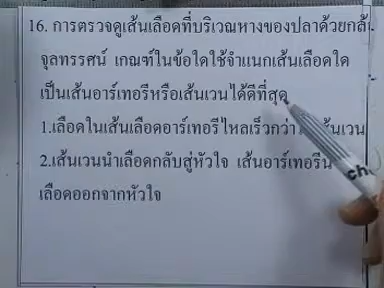 16. การตรวจดูเส้นเลือดที่บริเวณหางของปลาด้วยกล้
จุลทรรศน์ เกณฑ์ในข้อใดใช้จำแนกเส้นเลือดใด
เป็นเส้นอาร์เทอรีหรือเส้นเวนได้ดีที่สุด
1.เลือดในเส้นเลือดอาร์เทอรีไหลเร็วกว่า เส้นเวน
2.เส้นเวนนำเลือดกลับสู่หัวใจ เส้นอาร์เทอรีน
เลือดออกจากหัวใจ